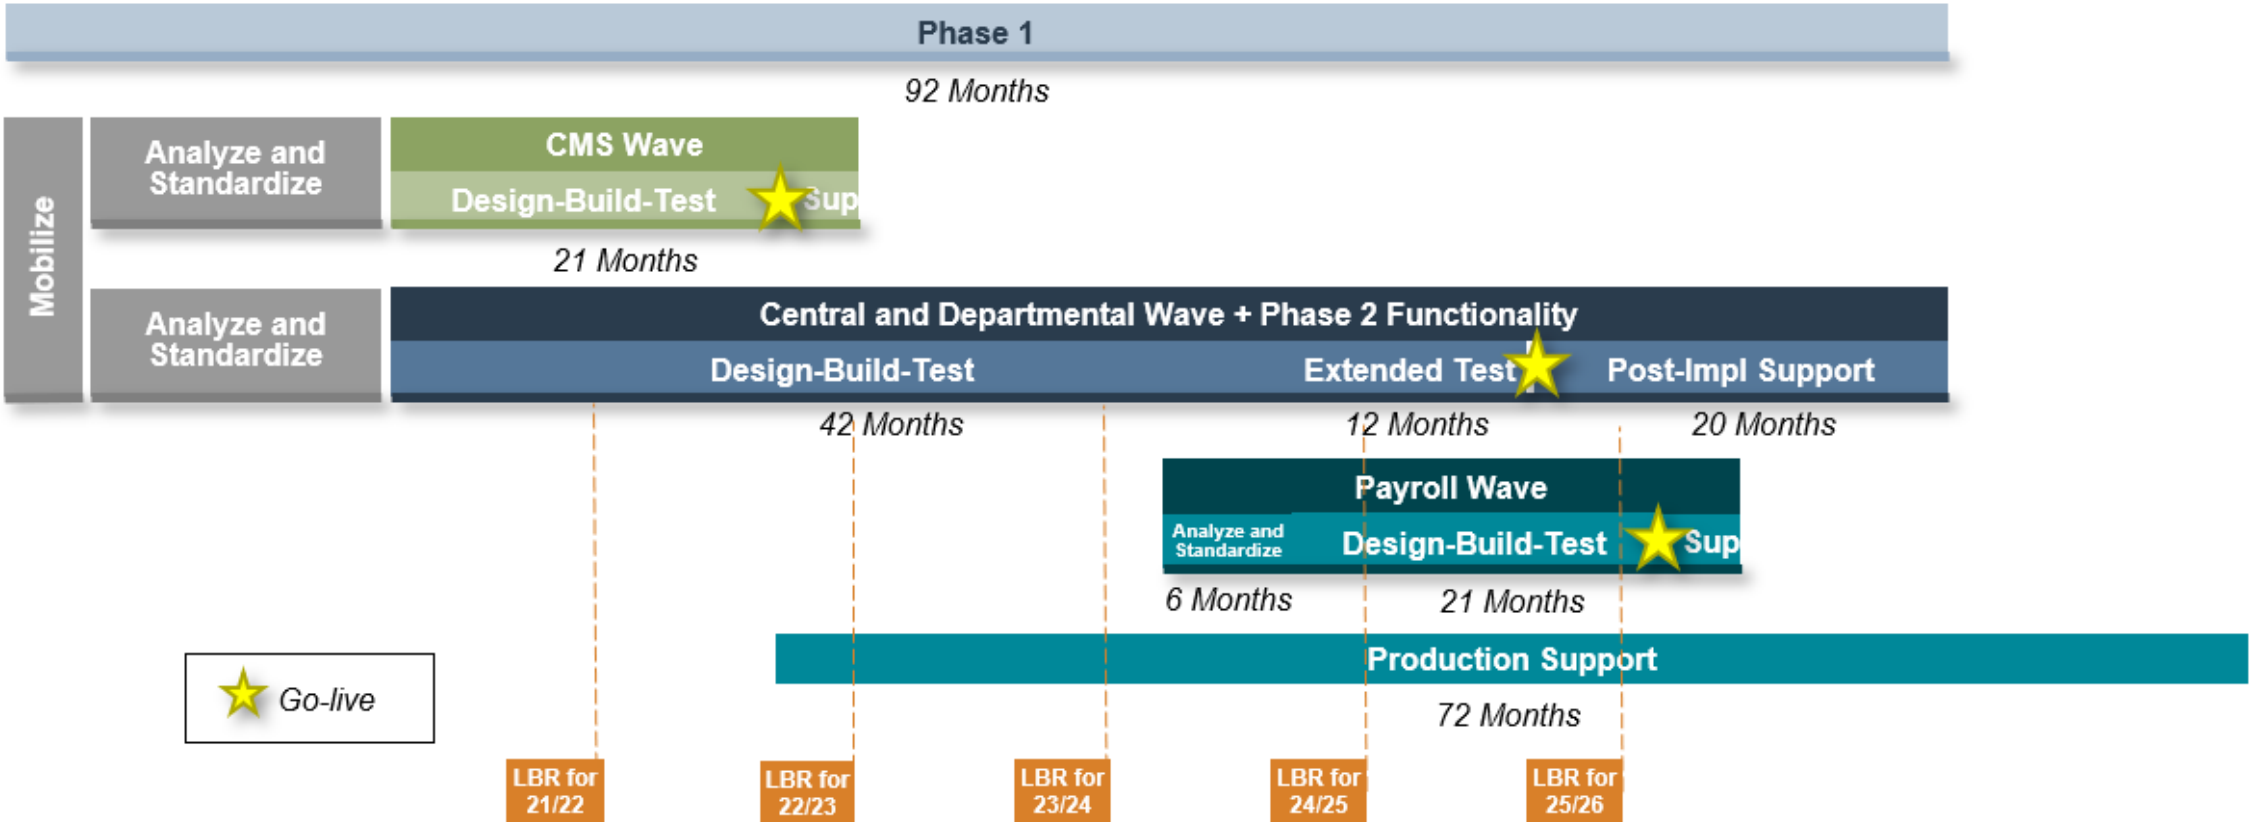 Phase 1
92 Months
Mobilize
Analyze and
Standardize
CMS Wave
Design-Build-Test
Sup
21 Months
Analyze and
Standardize
Central and Departmental Wave + Phase 2 Functionality
Design-Build-Test
Extended Test
Post-Impl Support
42 Months
12 Months
20 Months
Payroll Wave
Analyze and
Standardize
Design-Build-Test
Sup
6 Months
21 Months
Production Support
72 Months
Go-live
LBR for
21/22
LBR for
22/23
LBR for
23/24
LBR for
24/25
LBR for
25/26